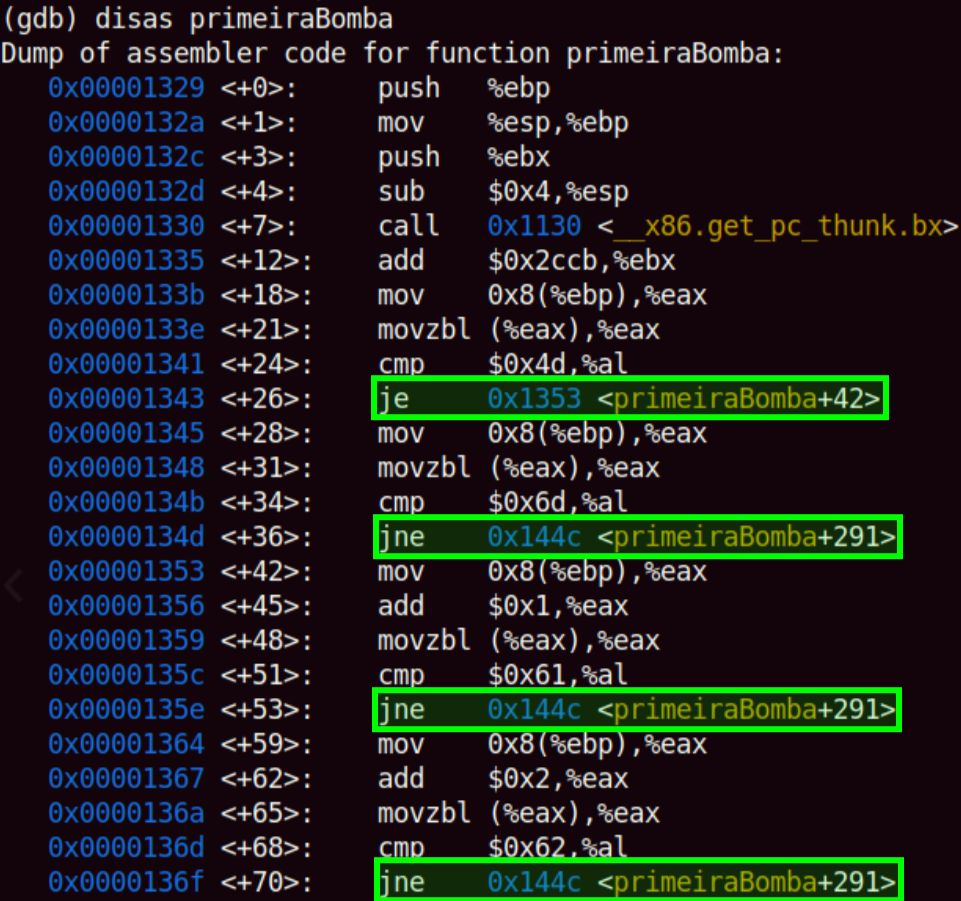 (gdb) disas primeiraBomba
Dump of assembler code for function primeiraBomba:
0x00001329 <+0>: push %ebp
0x0000132a <+1>: mov %esp,%ebp
0x0000132c <+3>: push %ebx
0x0000132d <+4>: sub $0x4,%esp
0x00001330 <+7>: call 0x1130 <__x86.get_pc_thunk.bx>
0x00001335 <+12>: add $0x2ccb,%ebx
0x0000133b <+18>: mov 0x8(%ebp),%eax
0x0000133e <+21>: movzbl (%eax),%eax
0x00001341 <+24>: cmp $0x4d,%al
0x00001343 <+26>: je 0x1353 <primeiraBomba+42>
0x00001345 <+28>: mov 0x8(%ebp),%eax
0x00001348 <+31>: movzbl (%eax),%eax
0x0000134b <+34>: cmp $0x6d,%al
0x0000134d <+36>: jne 0x144c <primeiraBomba+291>
0x00001353 <+42>: mov 0x8(%ebp),%eax
0x00001356 <+45>: add $0x1,%eax
0x00001359 <+48>: movzbl (%eax),%eax
0x0000135c <+51>: cmp $0x61,%al
0x0000135e <+53>: jne 0x144c <primeiraBomba+291>
0x00001364 <+59>: mov 0x8(%ebp),%eax
0x00001367 <+62>: add $0x2,%eax
0x0000136a <+65>: movzbl (%eax),%eax
0x0000136d <+68>: cmp $0x62,%al
0x0000136f <+70>: jne 0x144c <primeiraBomba+291>